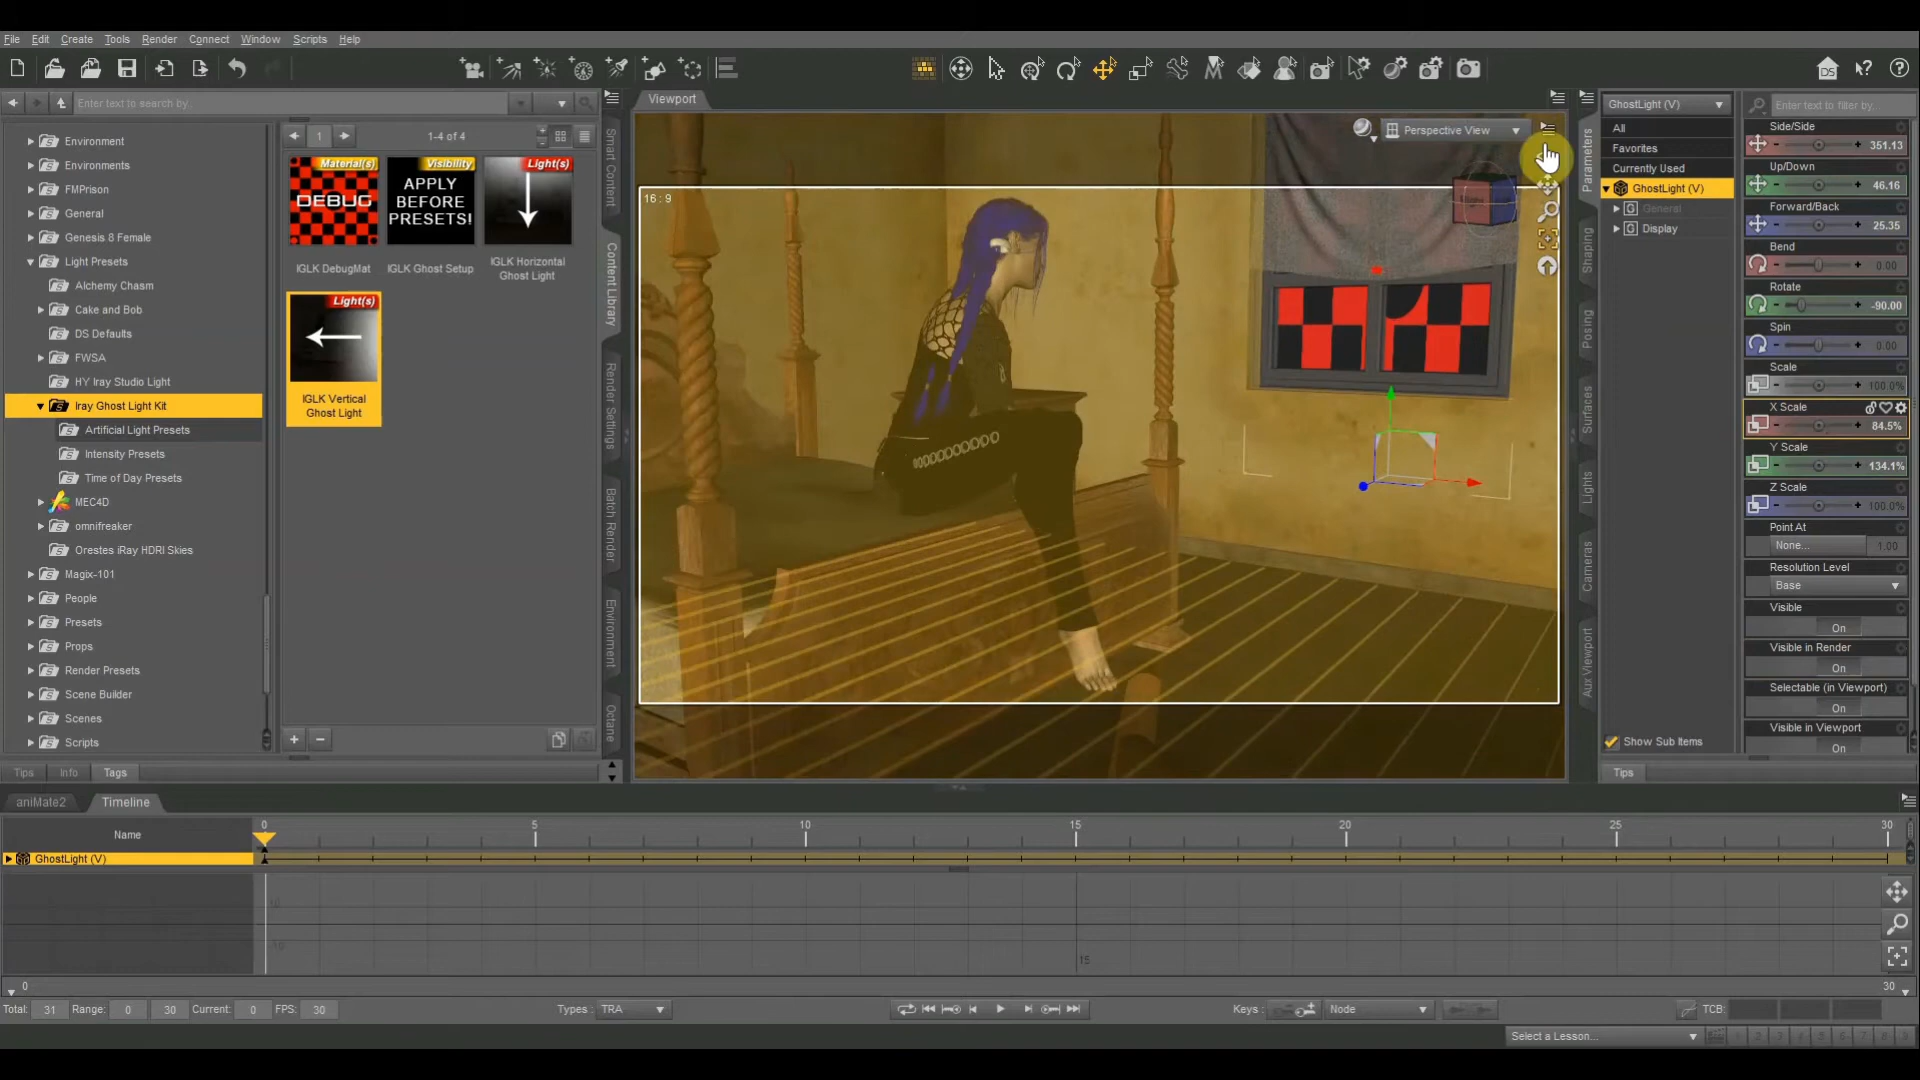 File Edit Create Tools Render Connect Window Scripts Help
Enter text to search by...
Environment
Environments
FMPrison
General
Genesis 8 Female
Light Presets
Alchemy Chasm
Cake and Bob
DS Defaults
FWSA
HY Iray Studio Light
Iray Ghost Light Kit
Artificial Light Presets
Intensity Presets
Time of Day Presets
MEC4D
omnifreaker
Orestes iRay HDRI Skies
Magix-101
People
Presets
Props
Render Presets
Scene Builder
Scenes
Scripts
Tips Info Tags
1 1-4 of 4
Material(s) Visibility Light(s)
DEBUG
APPLY
BEFORE
PRESETS!
IGLK DebugMat IGLK Ghost Setup IGLK Horizontal
Ghost Light
Light(s)
IGLK Vertical
Ghost Light
Smart Content
Content Library
Render Settings
Batch Render
Environment
Octane
Viewport
Perspective View
16 : 9
Parameters
Shaping
Posing
Surfaces
Lights
Cameras
Aux Viewport
GhostLight (V)
All
Favorites
Currently Used
GhostLight (V)
General
Display
Show Sub Items
Tips
Enter text to filter by...
Side/Side
351.13
Up/Down
46.16
Forward/Back
25.35
Bend
0.00
Rotate
-90.00
Spin
0.00
Scale
100.0%
X Scale
84.5%
Y Scale
134.1%
Z Scale
100.0%
Point At
None... 1.00
Resolution Level
Base
Visible
On
Visible in Render
On
Selectable (in Viewport)
On
Visible in Viewport
On
aniMate2 Timeline
Name 0 5 10 15 20 25 30
GhostLight (V)
15
0 30
Total: 31 Range: 0 30 Current: 0 FPS: 30 Types : TRA Keys : Node TCB:
Select a Lesson...